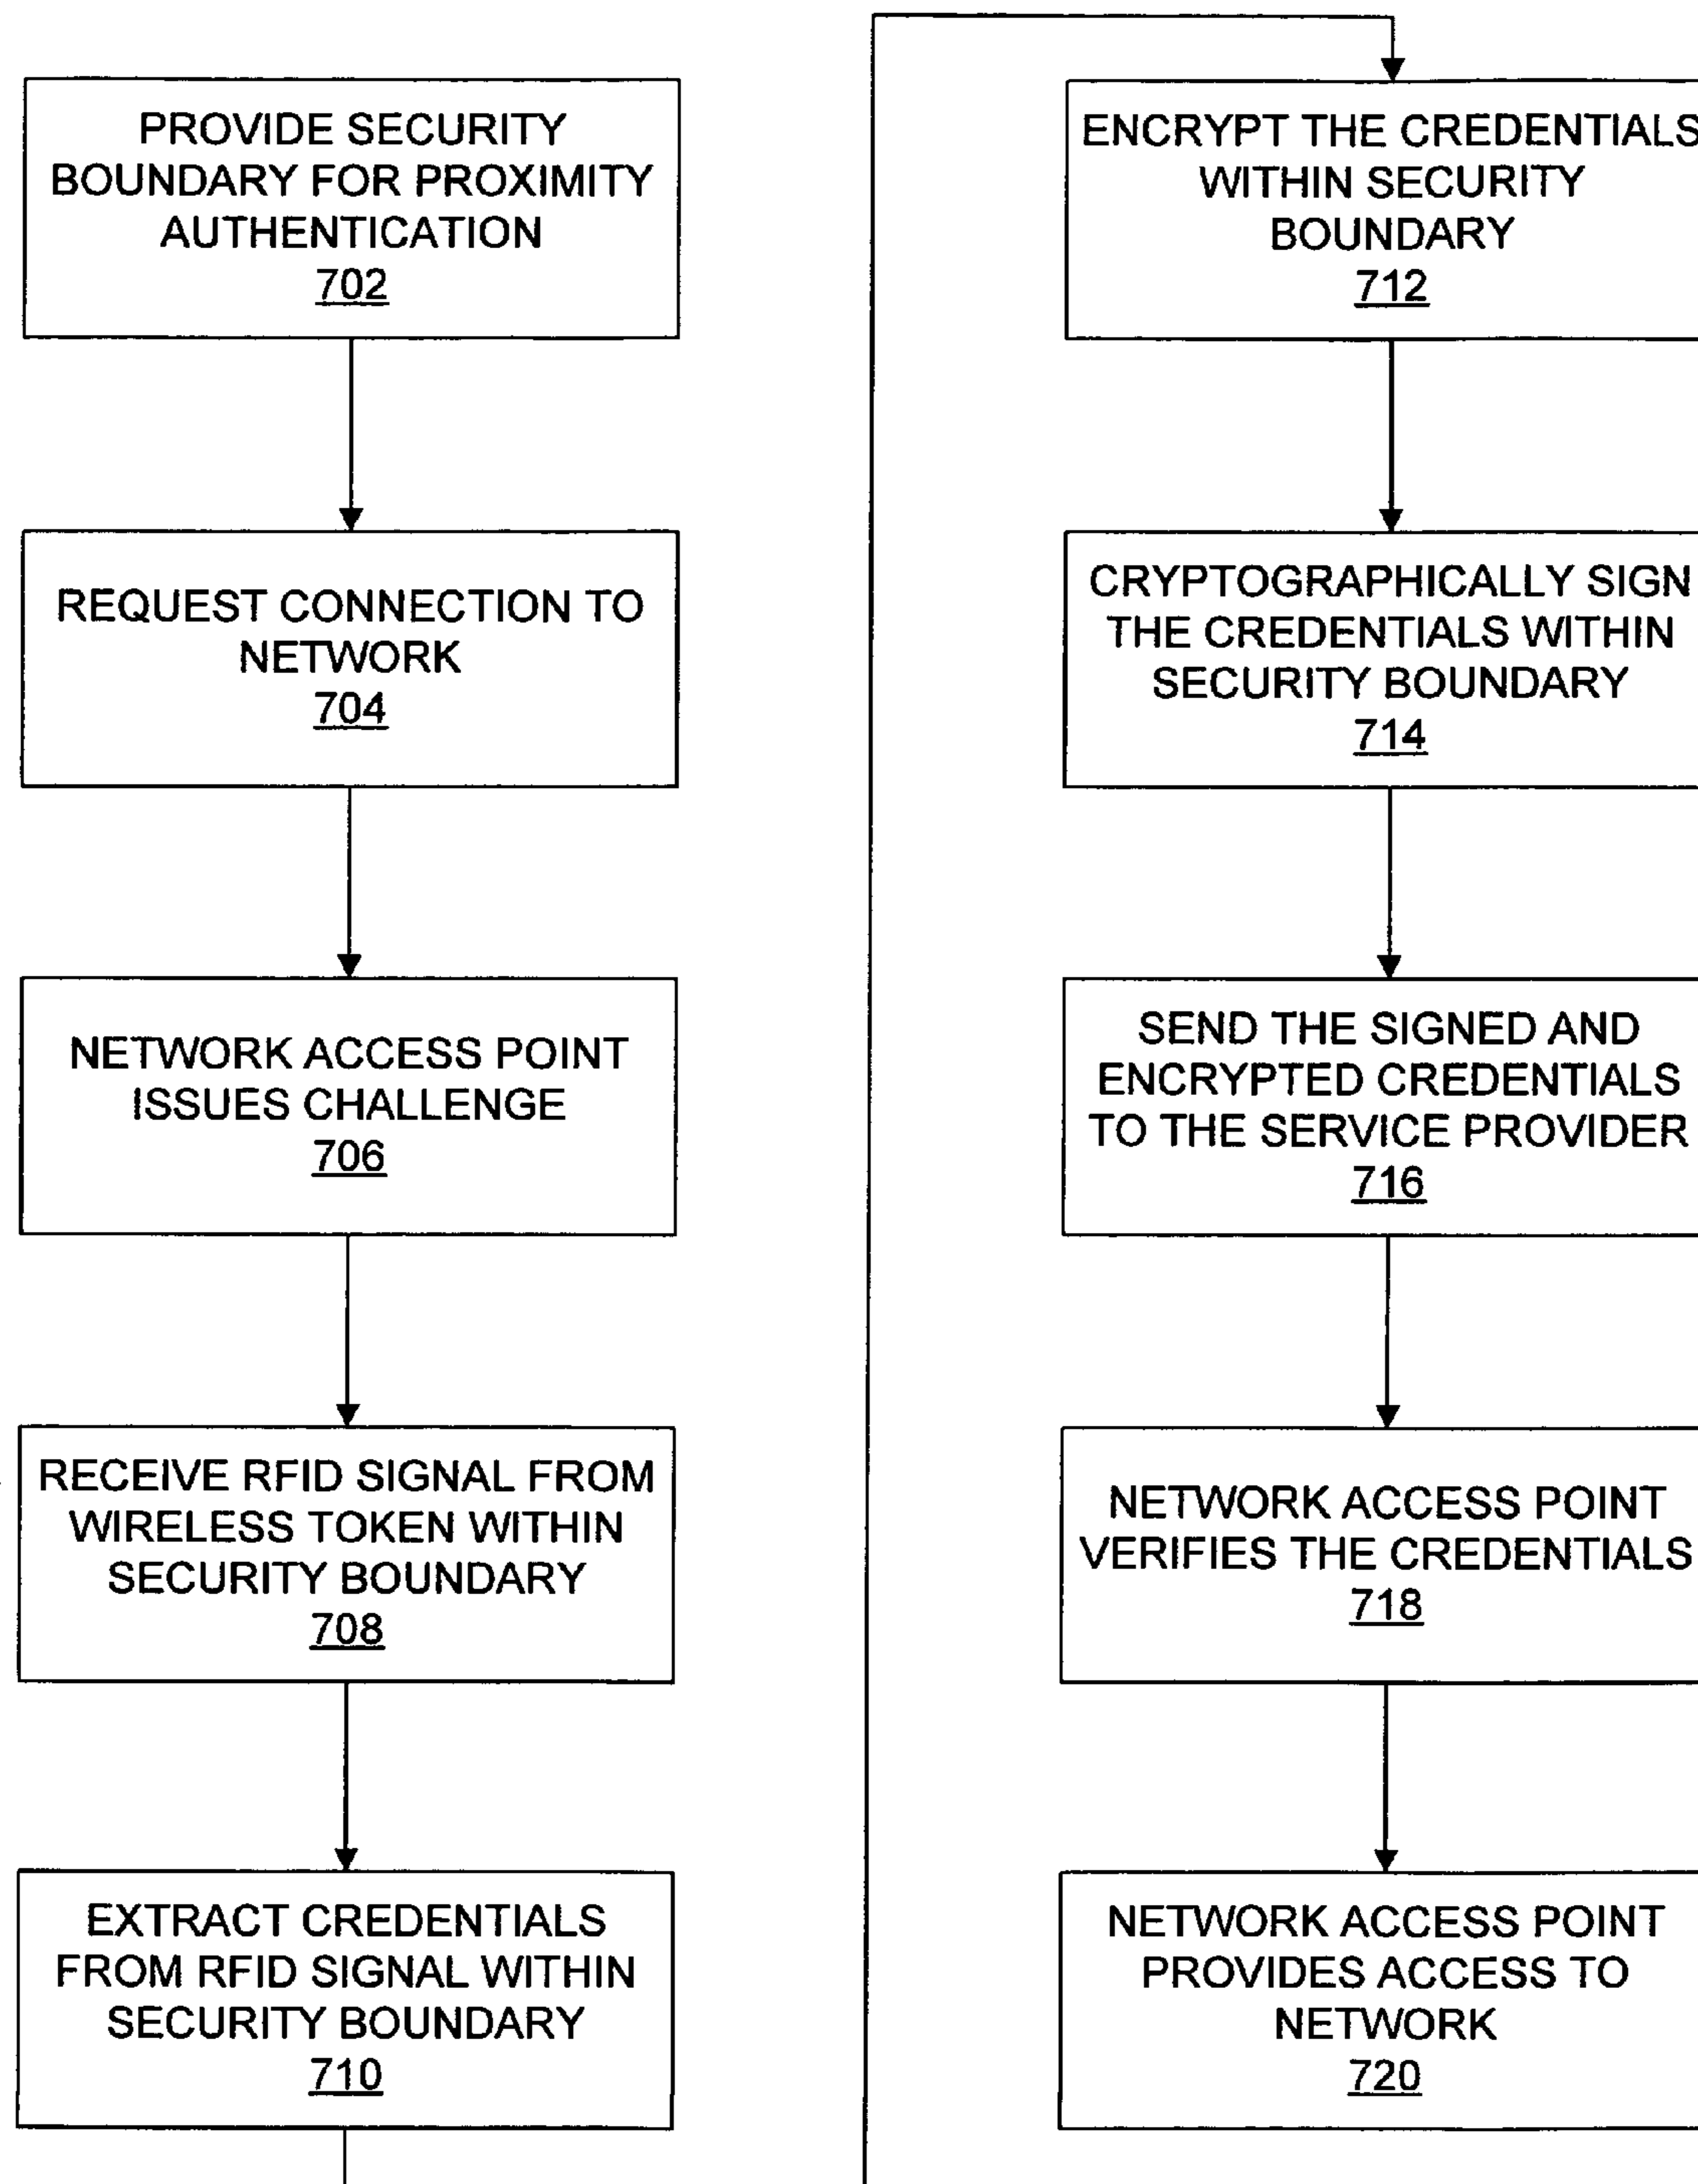 PROVIDE SECURITY
BOUNDARY FOR PROXIMITY
AUTHENTICATION
702
REQUEST CONNECTION TO
NETWORK
704
NETWORK ACCESS POINT
ISSUES CHALLENGE
706
RECEIVE RFID SIGNAL FROM
WIRELESS TOKEN WITHIN
SECURITY BOUNDARY
708
EXTRACT CREDENTIALS
FROM RFID SIGNAL WITHIN
SECURITY BOUNDARY
710
ENCRYPT THE CREDENTIALS
WITHIN SECURITY
BOUNDARY
712
CRYPTOGRAPHICALLY SIGN
THE CREDENTIALS WITHIN
SECURITY BOUNDARY
714
SEND THE SIGNED AND
ENCRYPTED CREDENTIALS
TO THE SERVICE PROVIDER
716
NETWORK ACCESS POINT
VERIFIES THE CREDENTIALS
718
NETWORK ACCESS POINT
PROVIDES ACCESS TO
NETWORK
720